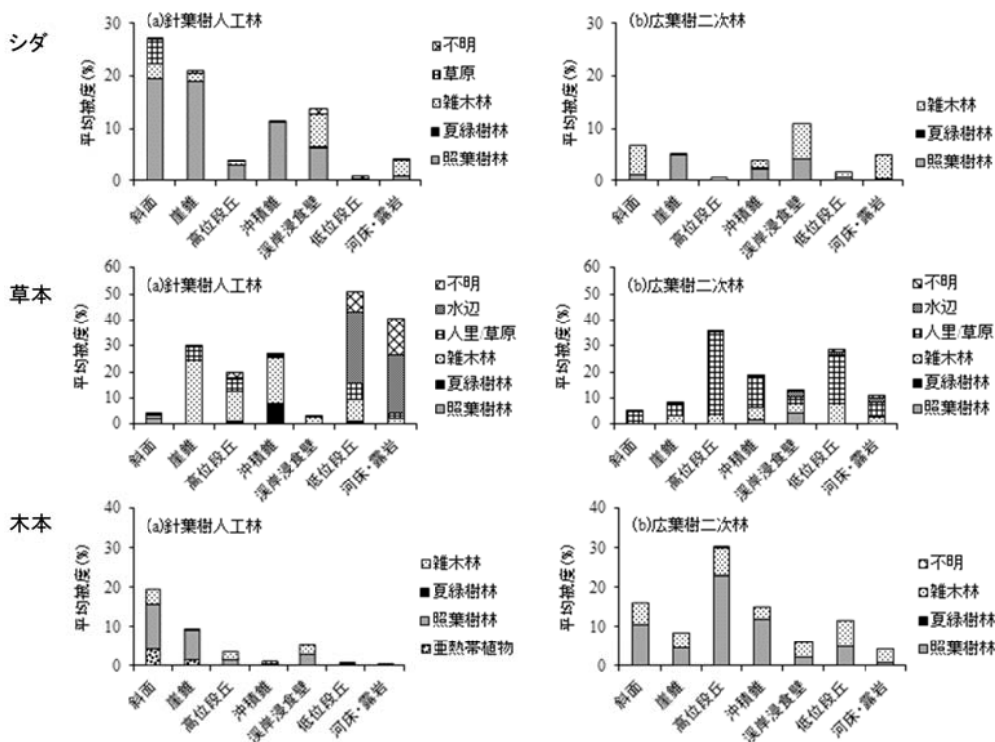 シダ
(a)針葉樹人工林
平均被度(%)
30
20
10
0
斜面
崖錐
高位段丘
沖積錐
渓岸浸食壁
低位段丘
河床・露岩
不明
草原
雑木林
夏緑樹林
照葉樹林
(b)広葉樹二次林
平均被度(%)
30
20
10
0
斜面
崖錐
高位段丘
沖積錐
渓岸浸食壁
低位段丘
河床・露岩
雑木林
夏緑樹林
照葉樹林
草本
(a)針葉樹人工林
平均被度(%)
60
50
40
30
20
10
0
斜面
崖錐
高位段丘
沖積錐
渓岸浸食壁
低位段丘
河床・露岩
不明
水辺
人里/草原
雑木林
夏緑樹林
照葉樹林
(b)広葉樹二次林
平均被度(%)
60
50
40
30
20
10
0
斜面
崖錐
高位段丘
沖積錐
渓岸浸食壁
低位段丘
河床・露岩
不明
水辺
人里/草原
雑木林
夏緑樹林
照葉樹林
木本
(a)針葉樹人工林
平均被度(%)
40
30
20
10
0
斜面
崖錐
高位段丘
沖積錐
渓岸浸食壁
低位段丘
河床・露岩
雑木林
夏緑樹林
照葉樹林
亜熱帯植物
(b)広葉樹二次林
平均被度(%)
40
30
20
10
0
斜面
崖錐
高位段丘
沖積錐
渓岸浸食壁
低位段丘
河床・露岩
不明
雑木林
夏緑樹林
照葉樹林